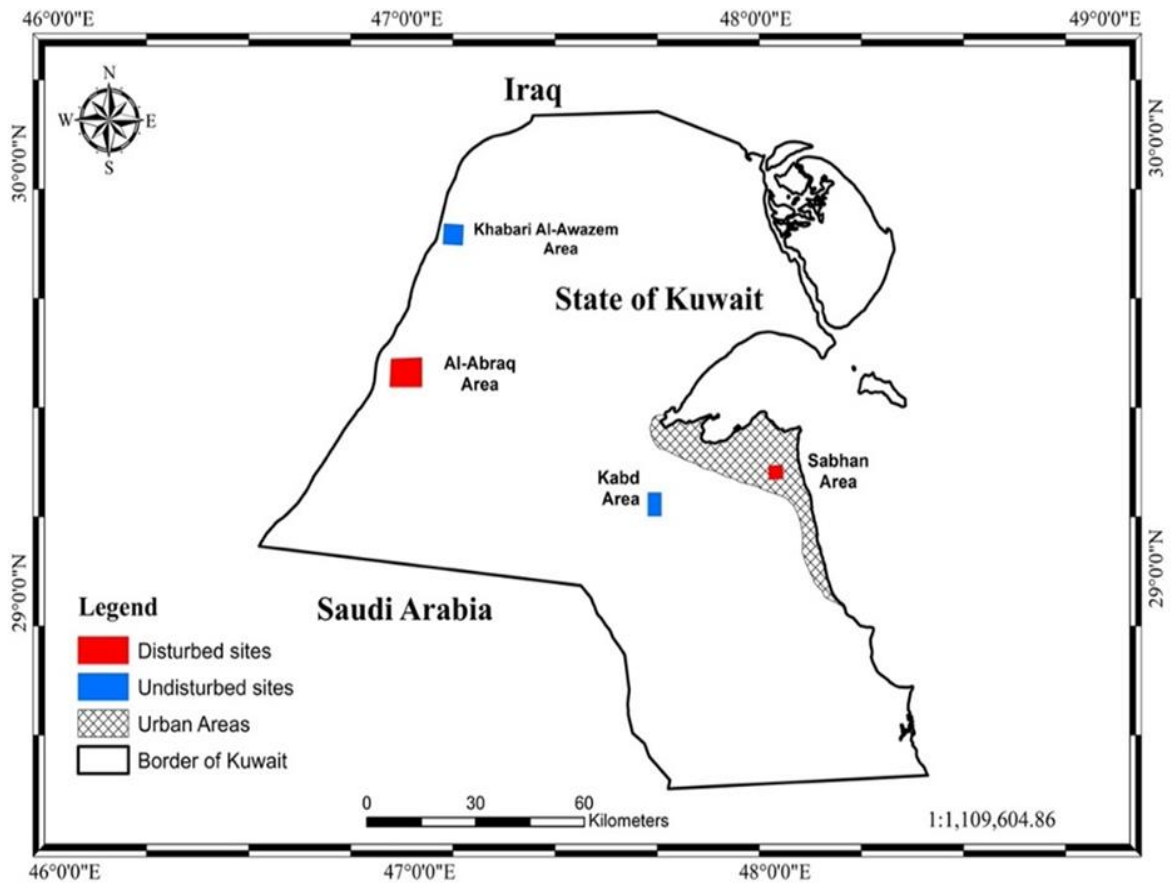 46°0'0"E 47°0'0"E 48°0'0"E 49°0'0"E
N
W E
S
Iraq
30°0'0"N
30°0'0"N
Khabari Al-Awazem
Area
State of Kuwait
Al-Abraq
Area
Sabhan
Area
Kabd
Area
29°0'0"N
29°0'0"N
Saudi Arabia
Legend
Disturbed sites
Undisturbed sites
Urban Areas
Border of Kuwait
0 30 60
Kilometers
1:1,109,604.86
46°0'0"E 47°0'0"E 48°0'0"E